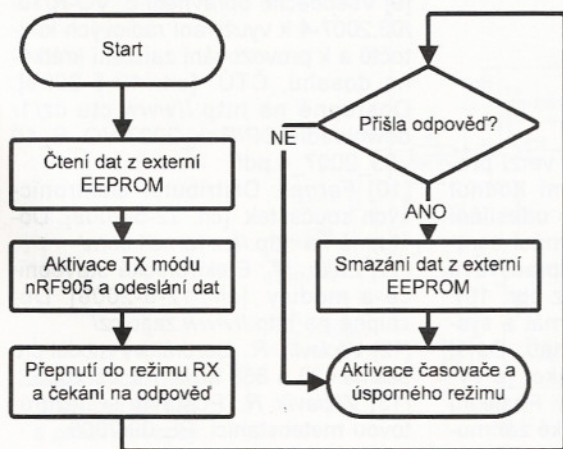 Start
Čtení dat z externí
EEPROM
Aktivace TX módu
nRF905 a odeslání dat
Přepnutí do režimu RX
a čekání na odpověď
Přišla odpověď?
NE
ANO
Smazání dat z externí
EEPROM
Aktivace časovače a
úsporného režimu